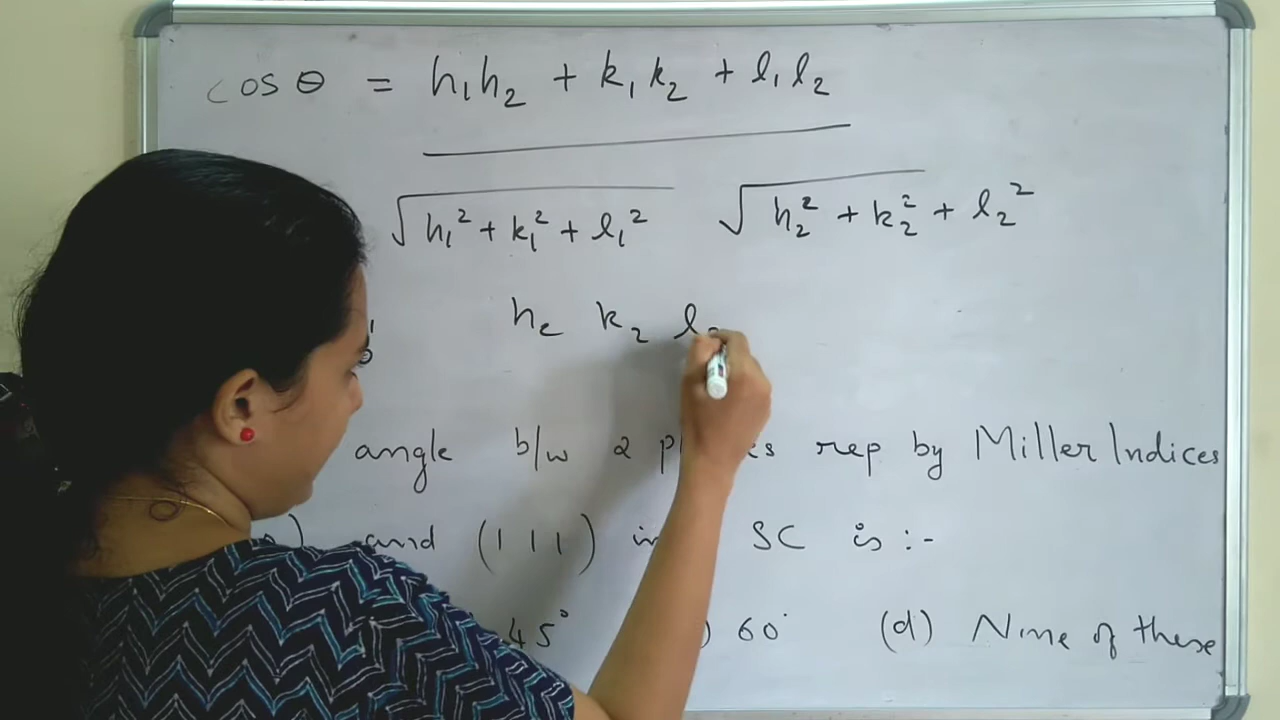 cos θ = h₁h₂ + k₁k₂ + l₁l₂
√h₁² + k₁² + l₁² √h₂² + k₂² + l₂²
h₂ k₂ l₂
angle b/w 2 rep by Miller Indices
and (1 1 1) in SC is :-
45° 60° (d) None of these